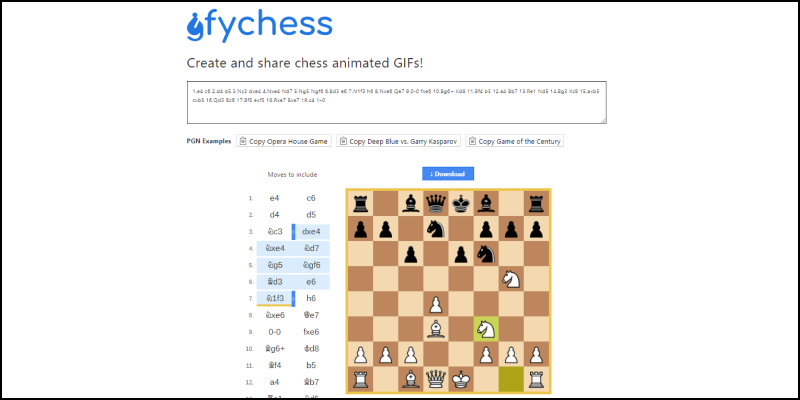 gfychess
Create and share chess animated GIFs!
1.e4 c6 2.d4 d5 3.Nc3 dxe4 4.Nxe4 Nd7 5.Ng5 Ngf6 6.Bd3 e6 7.N1f3 h6 8.Nxe6 Qe7 9.0-0 fxe6 10.Bg6+ Kd8 11.Bf4 b5 12.a4 Bb7 13.Re1 Nd5 14.Bg3 Kc8 15.axb5
cxb5 16.Qd3 Bc6 17.Bf5 exf5 18.Rxe7 Bxe7 19.c4 1-0
PGN Examples Copy Opera House Game Copy Deep Blue vs. Garry Kasparov Copy Game of the Century
Moves to include ↓ Download
1. e4 c6
2. d4 d5
3. ♘c3 dxe4
4. ♘xe4 ♘d7
5. ♘g5 ♘gf6
6. ♗d3 e6
7. ♘1f3 h6
8. ♘xe6 ♕e7
9. 0-0 fxe6
10. ♗g6+ ♔d8
11. ♗f4 b5
12. a4 ♗b7